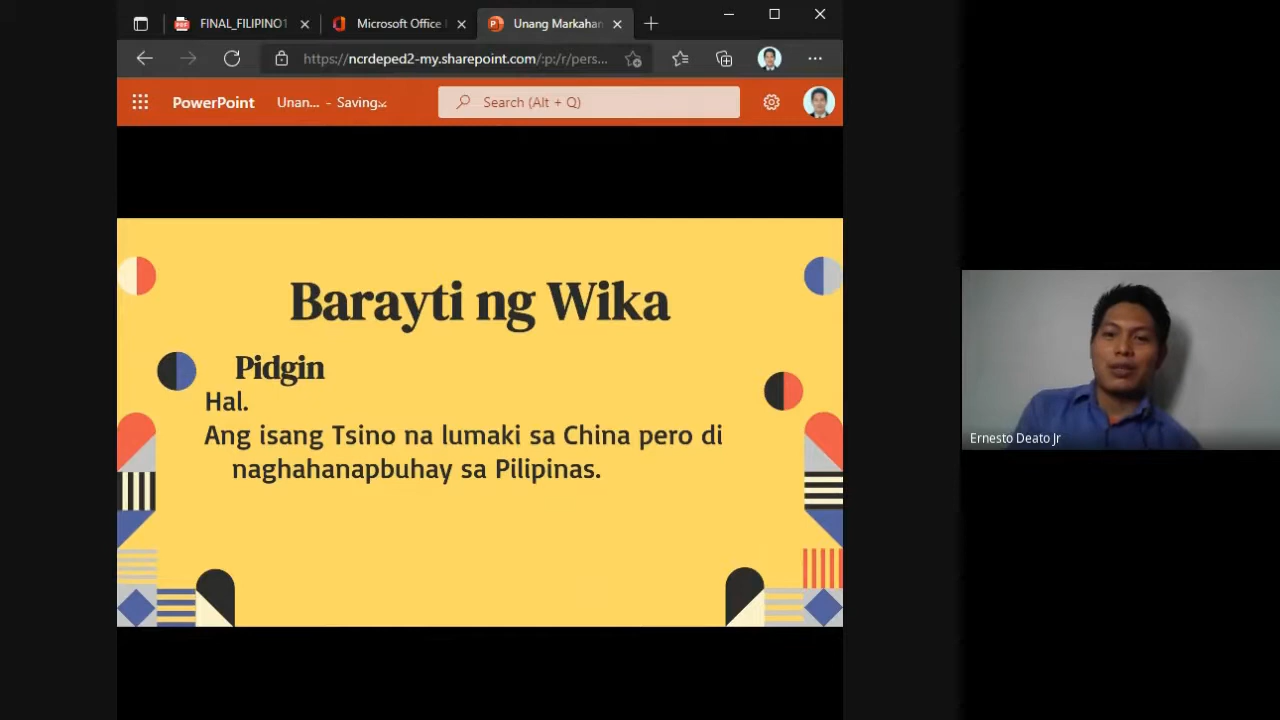 FINAL_FILIPINO1
Microsoft Office
Unang Markahan
https://ncrdeped2-my.sharepoint.com/:p:/r/pers...
PowerPoint
Unan... - Saving...
Search (Alt + Q)
Barayti ng Wika
Pidgin
Hal.
Ang isang Tsino na lumaki sa China pero di
naghahanapbuhay sa Pilipinas.
Ernesto Deato Jr